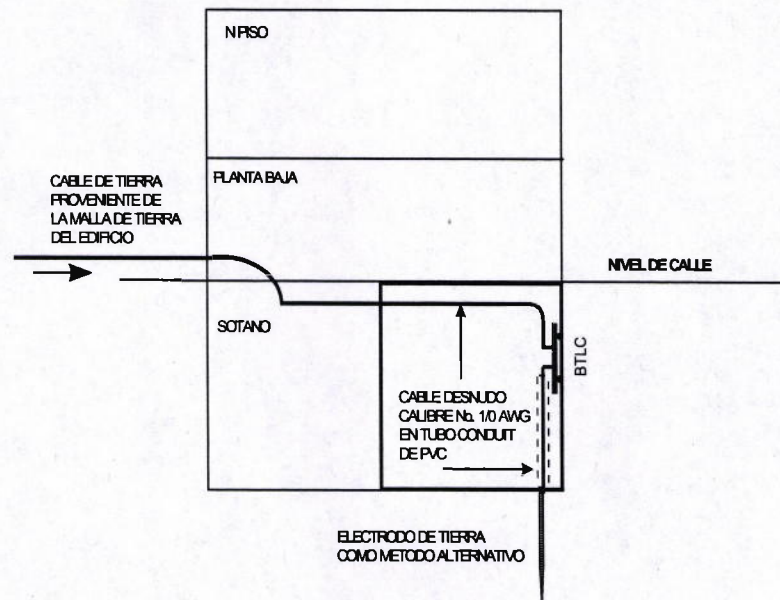 N PISO
PLANTA BAJA
CABLE DE TIERRA
PROVENIENTE DE
LA MALLA DE TIERRA
DEL EDIFICIO
NIVEL DE CALLE
SOTANO
BTLC
CABLE DESNUDO
CALIBRE No. 1/0 AWG
EN TUBO CONDUIT
DE PVC
ELECTRODO DE TIERRA
COMO METODO ALTERNATIVO